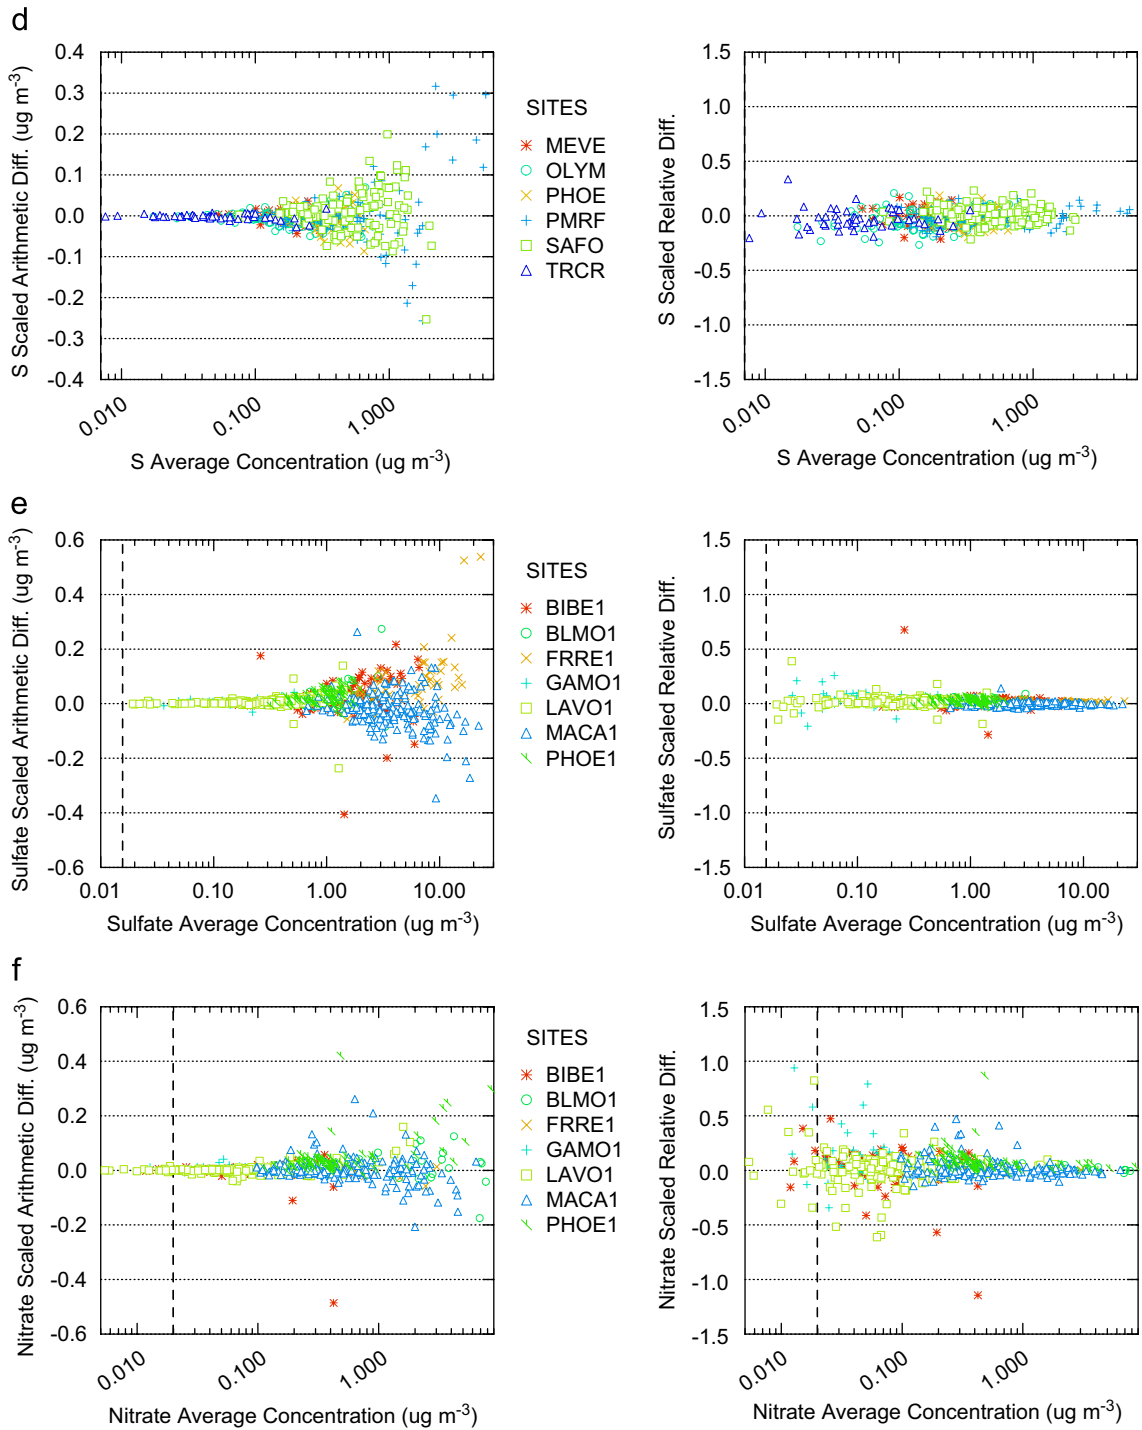 d
S Scaled Arithmetic Diff. (ug m-3)
0.4
0.3
0.2
0.1
0.0
-0.1
-0.2
-0.3
-0.4
0.010
0.100
1.000
S Average Concentration (ug m-3)
SITES
MEVE
OLYM
PHOE
PMRF
SAFO
TRCR
S Scaled Relative Diff.
1.5
1.0
0.5
0.0
-0.5
-1.0
-1.5
0.010
0.100
1.000
S Average Concentration (ug m-3)
e
Sulfate Scaled Arithmetic Diff. (ug m-3)
0.6
0.4
0.2
0.0
-0.2
-0.4
-0.6
0.01
0.10
1.00
10.00
Sulfate Average Concentration (ug m-3)
SITES
BIBE1
BLMO1
FRRE1
GAMO1
LAVO1
MACA1
PHOE1
Sulfate Scaled Relative Diff.
1.5
1.0
0.5
0.0
-0.5
-1.0
-1.5
0.01
0.10
1.00
10.00
Sulfate Average Concentration (ug m-3)
f
Nitrate Scaled Arithmetic Diff. (ug m-3)
0.6
0.4
0.2
0.0
-0.2
-0.4
-0.6
0.010
0.100
1.000
Nitrate Average Concentration (ug m-3)
SITES
BIBE1
BLMO1
FRRE1
GAMO1
LAVO1
MACA1
PHOE1
Nitrate Scaled Relative Diff.
1.5
1.0
0.5
0.0
-0.5
-1.0
-1.5
0.010
0.100
1.000
Nitrate Average Concentration (ug m-3)